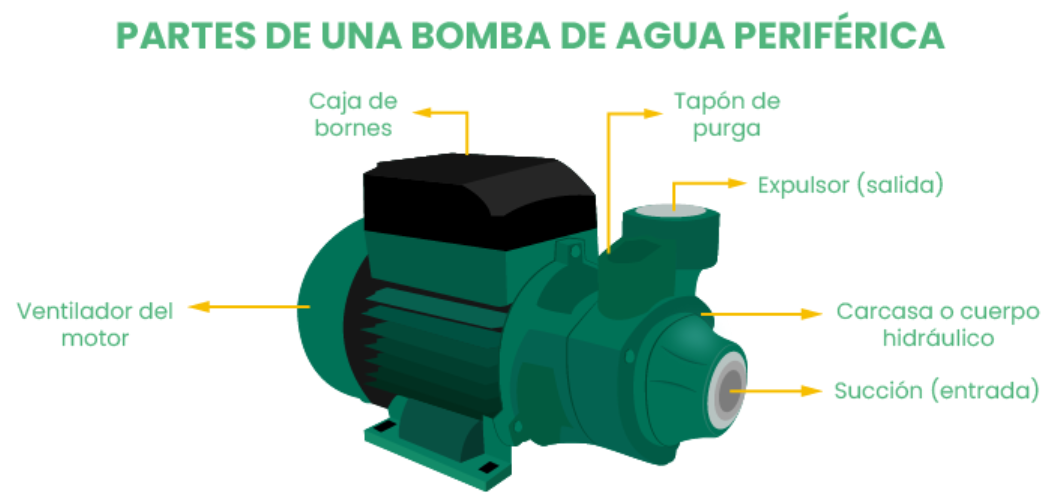 PARTES DE UNA BOMBA DE AGUA PERIFÉRICA
Caja de
bornes
Tapón de
purga
Expulsor (salida)
Ventilador del
motor
Carcasa o cuerpo
hidráulico
Succión (entrada)